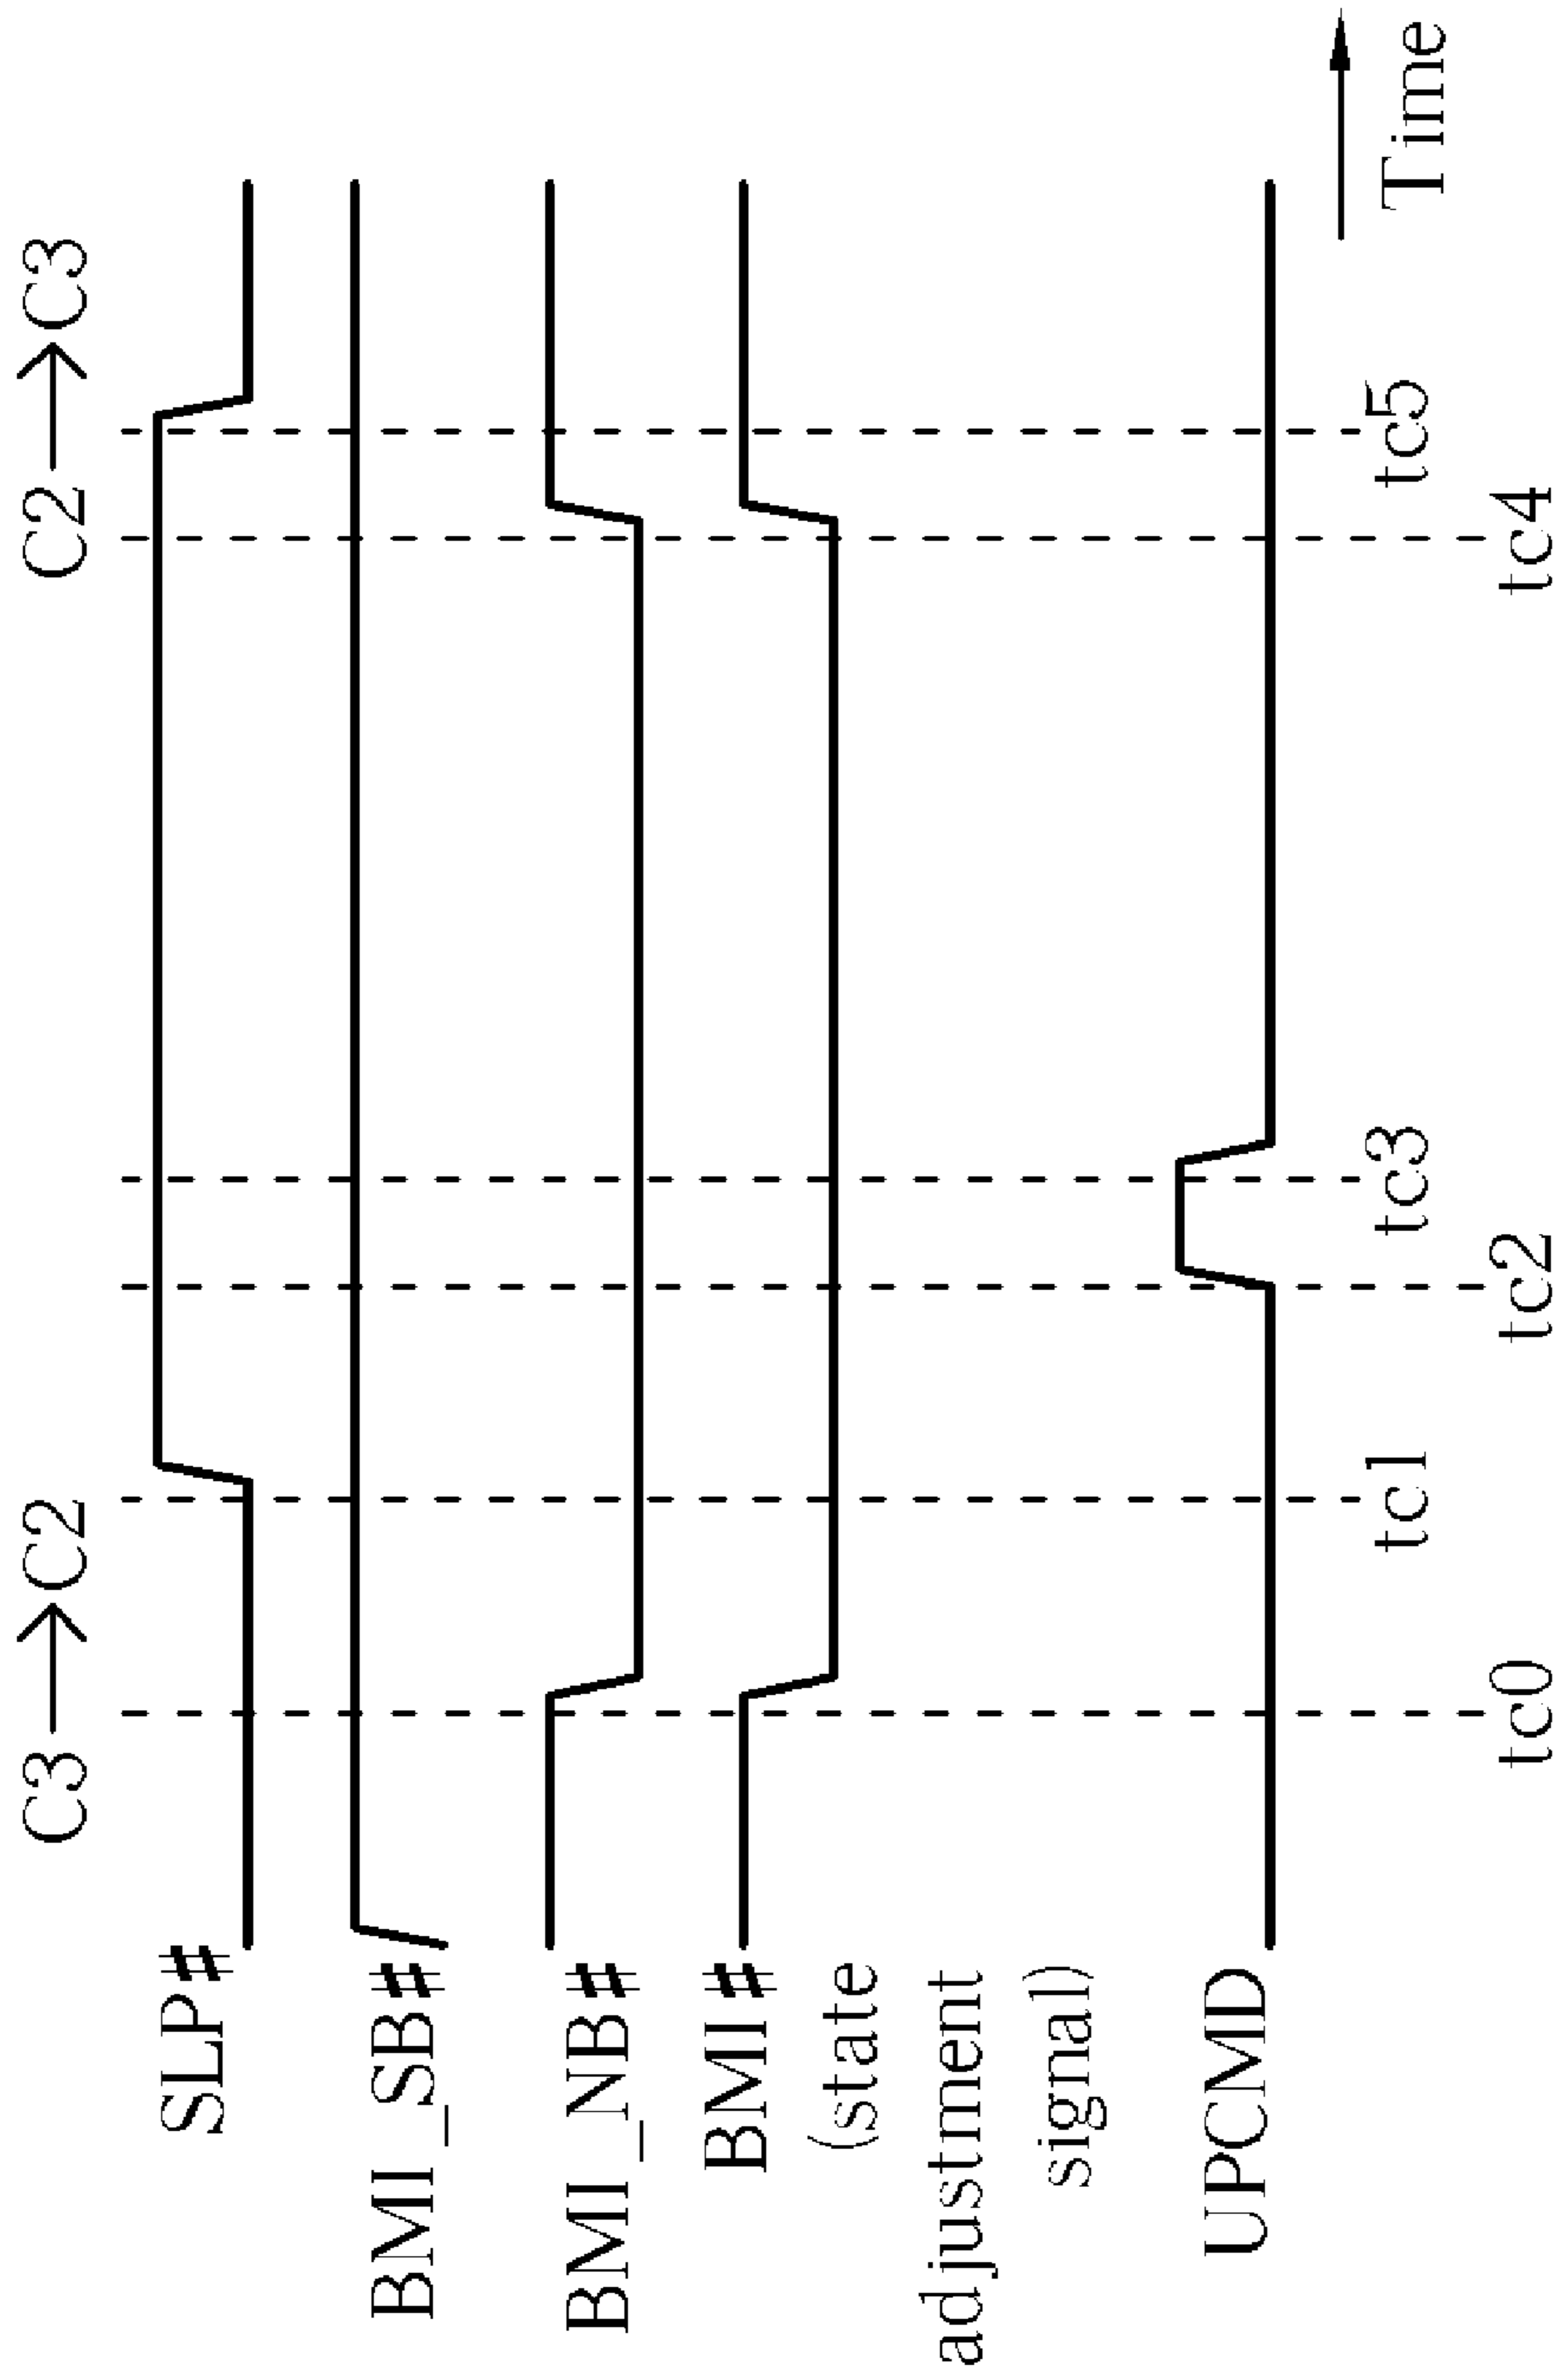 C3→C2
C2→C3
SLP#
BMI_SB#
BMI_NB#
BMI#
(state
adjustment
signal)
UPCMD
Time
tc1
tc3
tc5
tc0
tc2
tc4